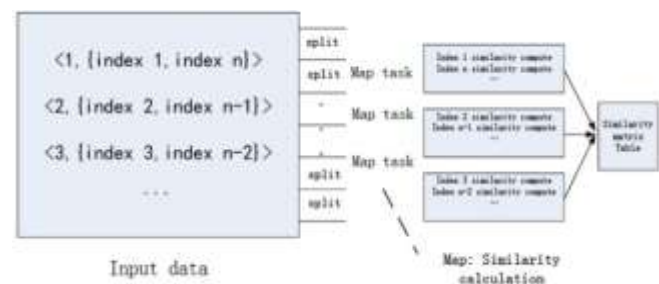 <1, {index 1, index n}>
<2, {index 2, index n-1}>
<3, {index 3, index n-2}>
...
Input data
split
split
.
.
.
split
split
Map task
Map task
Map task
Index 1 similarity compute
Index n similarity compute
...
Index 2 similarity compute
Index n-1 similarity compute
...
Index 3 similarity compute
Index n-2 similarity compute
...
Map: Similarity
calculation
Similarity
matrix
Table